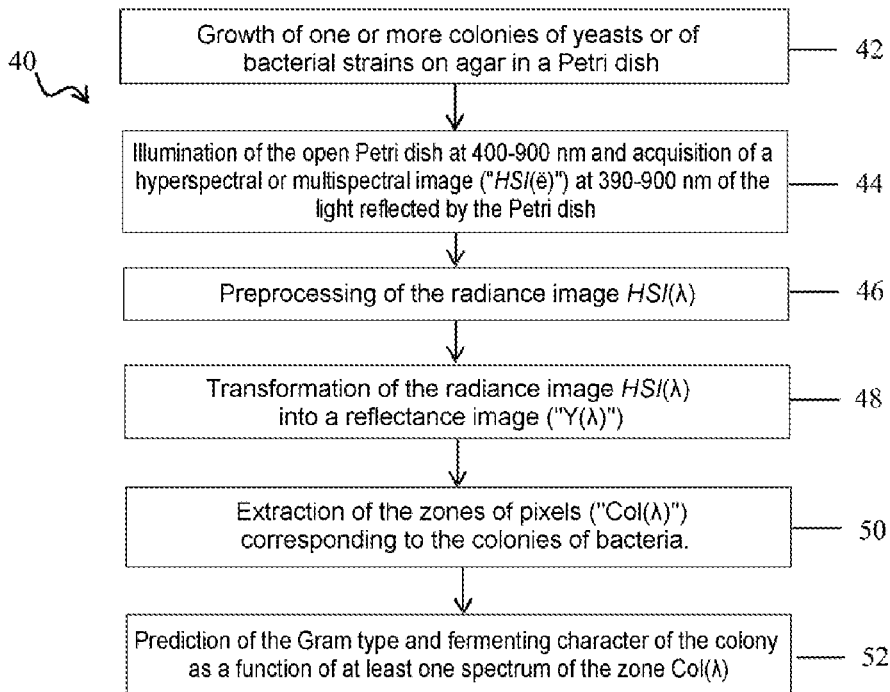 40
Growth of one or more colonies of yeasts or of
bacterial strains on agar in a Petri dish
42
Illumination of the open Petri dish at 400-900 nm and acquisition of a
hyperspectral or multispectral image ("HSI(ë)") at 390-900 nm of the
light reflected by the Petri dish
44
Preprocessing of the radiance image HSI(λ)
46
Transformation of the radiance image HSI(λ)
into a reflectance image ("Y(λ)")
48
Extraction of the zones of pixels ("Col(λ)")
corresponding to the colonies of bacteria.
50
Prediction of the Gram type and fermenting character of the colony
as a function of at least one spectrum of the zone Col(λ)
52